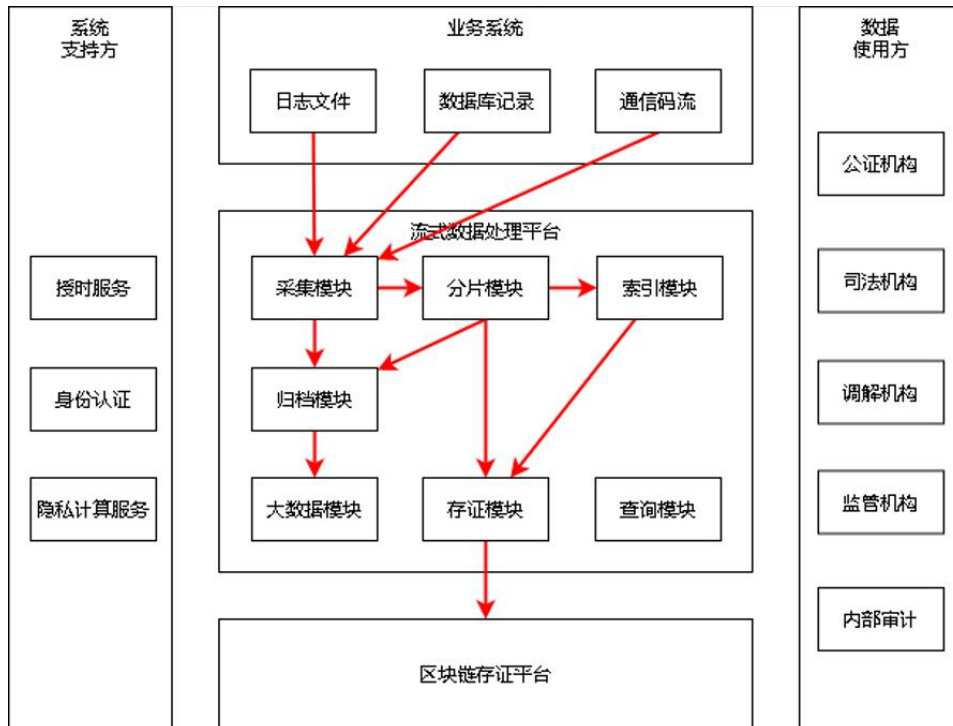 系统
支持方
授时服务
身份认证
隐私计算服务
业务系统
日志文件
数据库记录
通信码流
流式数据处理平台
采集模块
分片模块
索引模块
归档模块
大数据模块
存证模块
查询模块
区块链存证平台
数据
使用方
公证机构
司法机构
调解机构
监管机构
内部审计